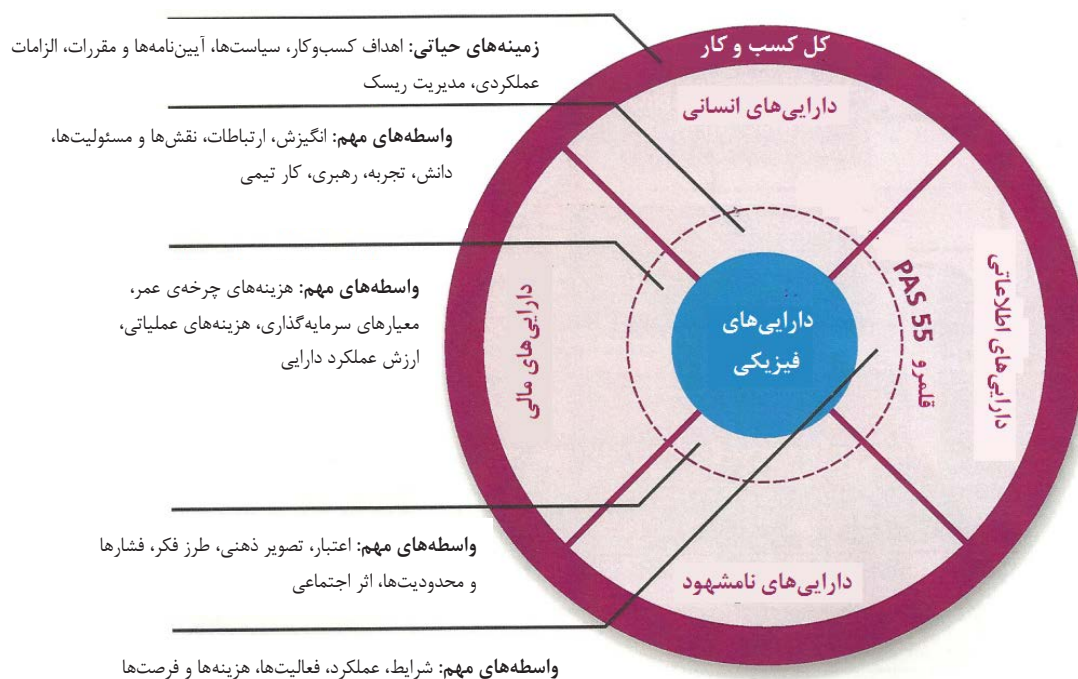 زمینه‌های حیاتی: اهداف کسب‌وکار، سیاست‌ها، آیین‌نامه‌ها و مقررات، الزامات
عملکردی، مدیریت ریسک
واسطه‌های مهم: انگیزش، ارتباطات، نقش‌ها و مسئولیت‌ها،
دانش، تجربه، رهبری، کار تیمی
واسطه‌های مهم: هزینه‌های چرخه‌ی عمر،
معیارهای سرمایه‌گذاری، هزینه‌های عملیاتی،
ارزش عملکرد دارایی
واسطه‌های مهم: اعتبار، تصویر ذهنی، طرز فکر، فشارها
و محدودیت‌ها، اثر اجتماعی
واسطه‌های مهم: شرایط، عملکرد، فعالیت‌ها، هزینه‌ها و فرصت‌ها
کل کسب و کار
دارایی‌های انسانی
دارایی‌های اطلاعاتی
قلمرو PAS 55
دارایی‌های
فیزیکی
دارایی‌های مالی
دارایی‌های نامشهود